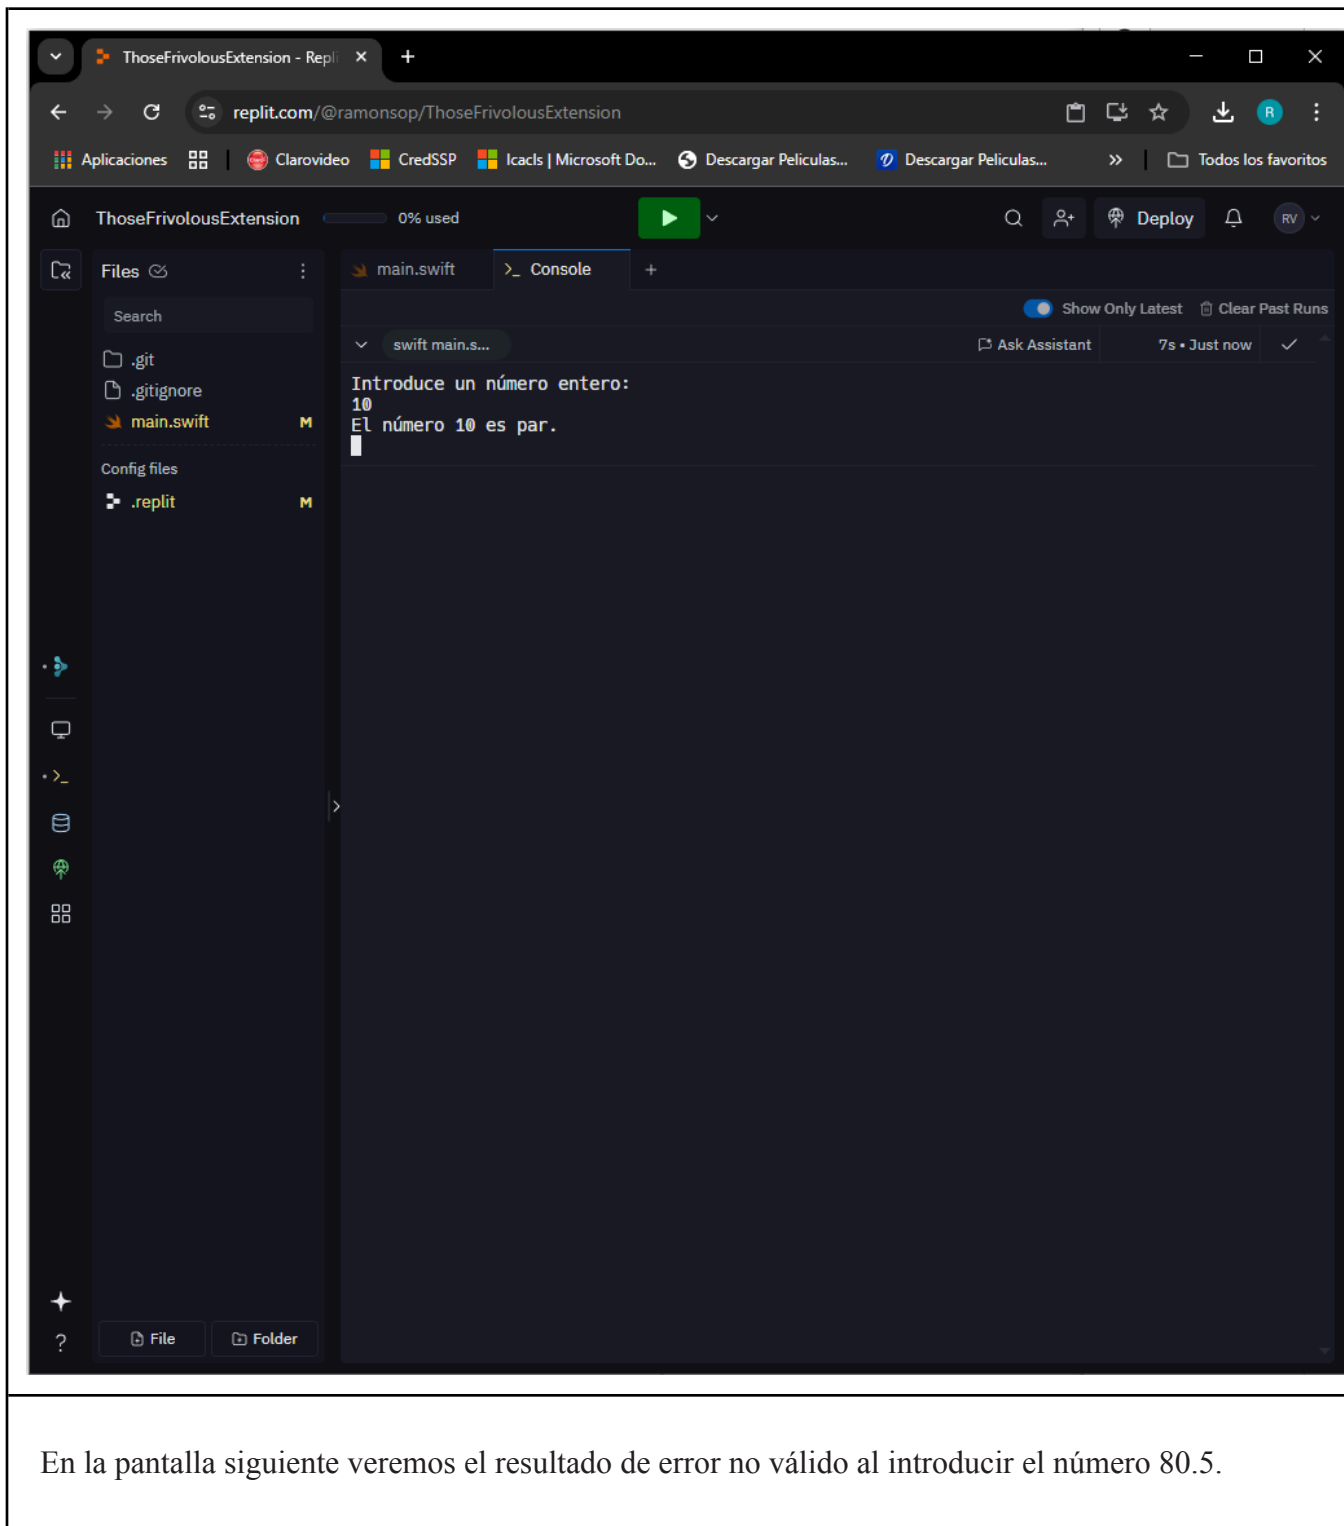 ThoseFrivolousExtension - Repli
replit.com/@ramonsop/ThoseFrivolousExtension
R
Aplicaciones Clarovideo CredSSP Icacls | Microsoft Do... Descargar Peliculas... Descargar Peliculas... » Todos los favoritos
ThoseFrivolousExtension 0% used Deploy RV
Files main.swift >_ Console +
Search Show Only Latest Clear Past Runs
swift main.s... Ask Assistant 7s • Just now
.git
.gitignore
main.swift M
Config files
.replit M
Introduce un número entero:
10
El número 10 es par.
File Folder
En la pantalla siguiente veremos el resultado de error no válido al introducir el número 80.5.